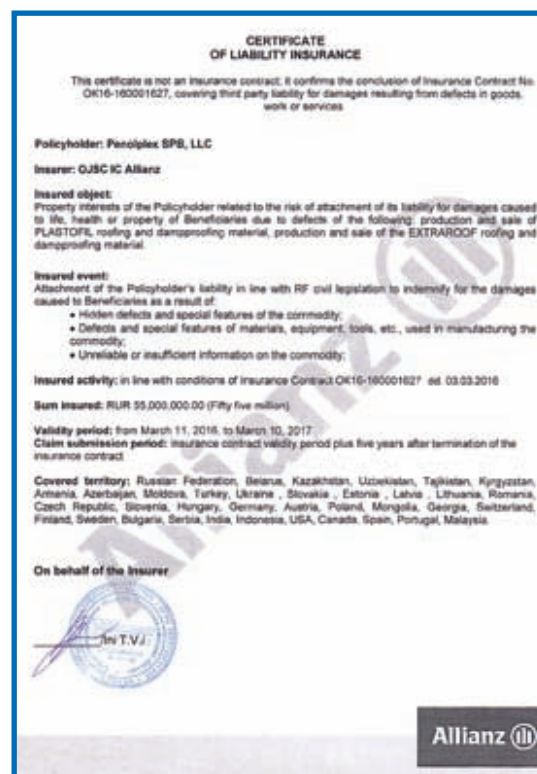 CERTIFICATE
OF LIABILITY INSURANCE
This certificate is not an insurance contract; it confirms the conclusion of Insurance Contract No.
OK16-160001627, covering third party liability for damages resulting from defects in goods,
work or services
Policyholder: Penoplex SPB, LLC
Insurer: OJSC IC Allianz
Insured object:
Property interests of the Policyholder related to the risk of attachment of its liability for damages caused
to life, health or property of Beneficiaries due to defects of the following: production and sale of
PLASTOFIL roofing and dampproofing material, production and sale of the EXTRAROOF roofing and
dampproofing material.
Insured event:
Attachment of the Policyholder's liability in line with RF civil legislation to indemnify for the damages
caused to Beneficiaries as a result of:
• Hidden defects and special features of the commodity;
• Defects and special features of materials, equipment, tools, etc., used in manufacturing the
commodity;
• Unreliable or insufficient information on the commodity;
Insured activity: in line with conditions of Insurance Contract OK16-160001627 dd. 03.03.2016
Sum insured: RUR 55,000,000.00 (Fifty five million)
Validity period: from March 11, 2016, to March 10, 2017
Claim submission period: insurance contract validity period plus five years after termination of the
insurance contract
Covered territory: Russian Federation, Belarus, Kazakhstan, Uzbekistan, Tajikistan, Kyrgyzstan,
Armenia, Azerbaijan, Moldova, Turkey, Ukraine , Slovakia , Estonia , Latvia , Lithuania, Romania,
Czech Republic, Slovenia, Hungary, Germany, Austria, Poland, Mongolia, Georgia, Switzerland,
Finland, Sweden, Bulgaria, Serbia, India, Indonesia, USA, Canada, Spain, Portugal, Malaysia.
On behalf of the Insurer
T.V./
Allianz
Allianz